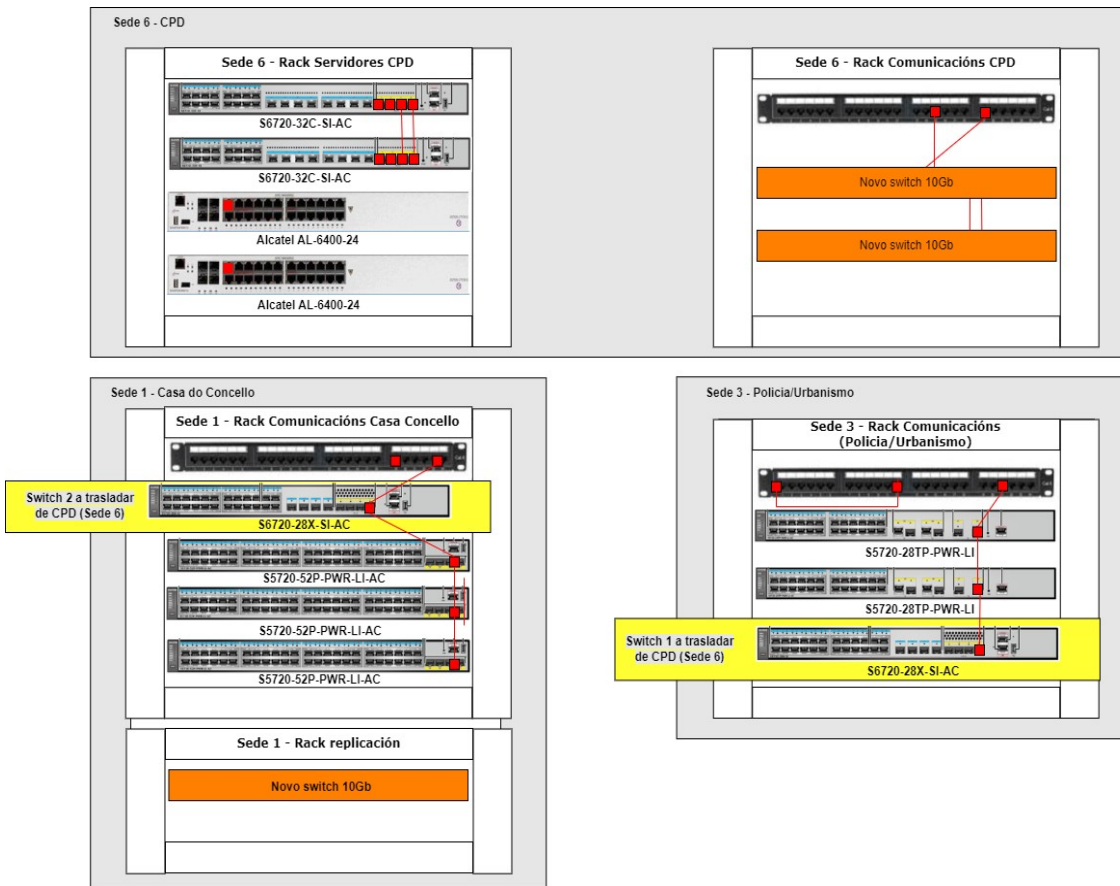 Sede 6 - CPD
Sede 6 - Rack Servidores CPD
S6720-32C-SI-AC
S6720-32C-SI-AC
Alcatel AL-6400-24
Alcatel AL-6400-24
Sede 6 - Rack Comunicacións CPD
Novo switch 10Gb
Novo switch 10Gb
Sede 1 - Casa do Concello
Sede 1 - Rack Comunicacións Casa Concello
Switch 2 a trasladar
de CPD (Sede 6)
S6720-28X-SI-AC
S5720-52P-PWR-LI-AC
S5720-52P-PWR-LI-AC
S5720-52P-PWR-LI-AC
Sede 1 - Rack replicación
Novo switch 10Gb
Sede 3 - Policia/Urbanismo
Sede 3 - Rack Comunicacións
(Policia/Urbanismo)
S5720-28TP-PWR-LI
S5720-28TP-PWR-LI
Switch 1 a trasladar
de CPD (Sede 6)
S6720-28X-SI-AC